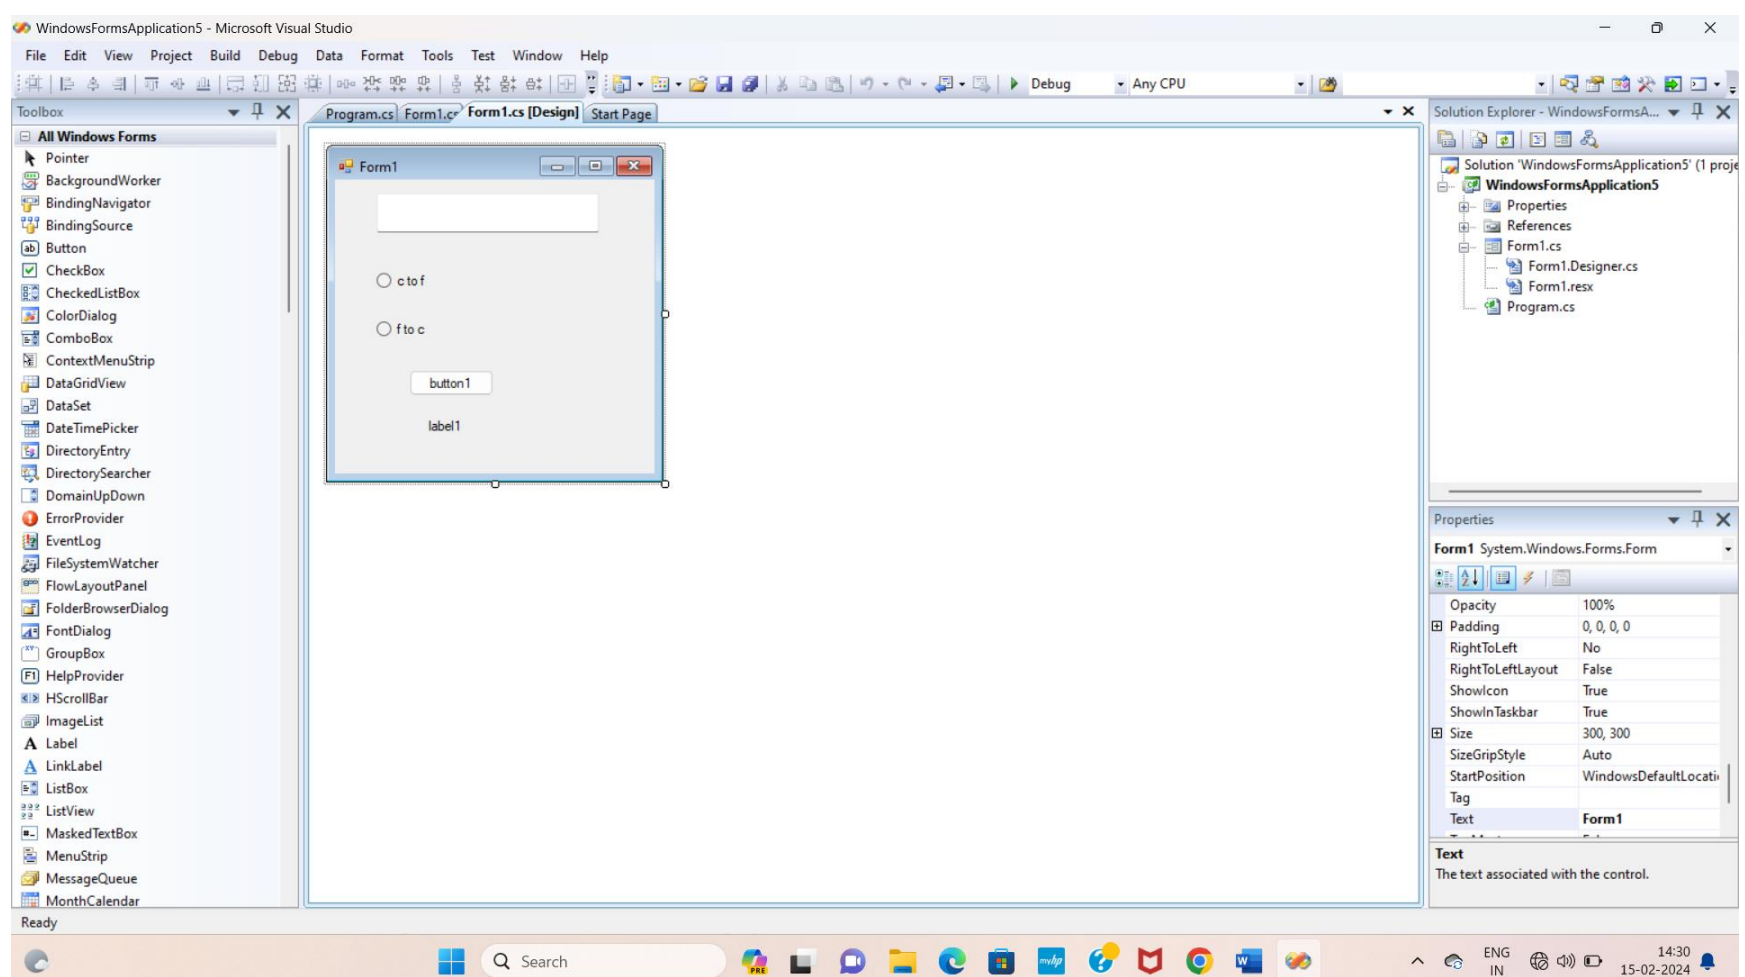 WindowsFormsApplication5 - Microsoft Visual Studio
File Edit View Project Build Debug Data Format Tools Test Window Help
Debug Any CPU
Toolbox
All Windows Forms
Pointer
BackgroundWorker
BindingNavigator
BindingSource
Button
CheckBox
CheckedListBox
ColorDialog
ComboBox
ContextMenuStrip
DataGridView
DataSet
DateTimePicker
DirectoryEntry
DirectorySearcher
DomainUpDown
ErrorProvider
EventLog
FileSystemWatcher
FlowLayoutPanel
FolderBrowserDialog
FontDialog
GroupBox
HelpProvider
HScrollBar
ImageList
Label
LinkLabel
ListBox
ListView
MaskedTextBox
MenuStrip
MessageQueue
MonthCalendar
Program.cs Form1.cs Form1.cs [Design] Start Page
Form1
c to f
f to c
button1
label1
Solution Explorer - WindowsFormsA...
Solution 'WindowsFormsApplication5' (1 proje
WindowsFormsApplication5
Properties
References
Form1.cs
Form1.Designer.cs
Form1.resx
Program.cs
Properties
Form1 System.Windows.Forms.Form
Opacity 100%
Padding 0, 0, 0, 0
RightToLeft No
RightToLeftLayout False
ShowIcon True
ShowInTaskbar True
Size 300, 300
SizeGripStyle Auto
StartPosition WindowsDefaultLocati
Tag
Text Form1
Text
The text associated with the control.
Ready
Search
PRE
myhp
W
ENG
IN
14:30
15-02-2024